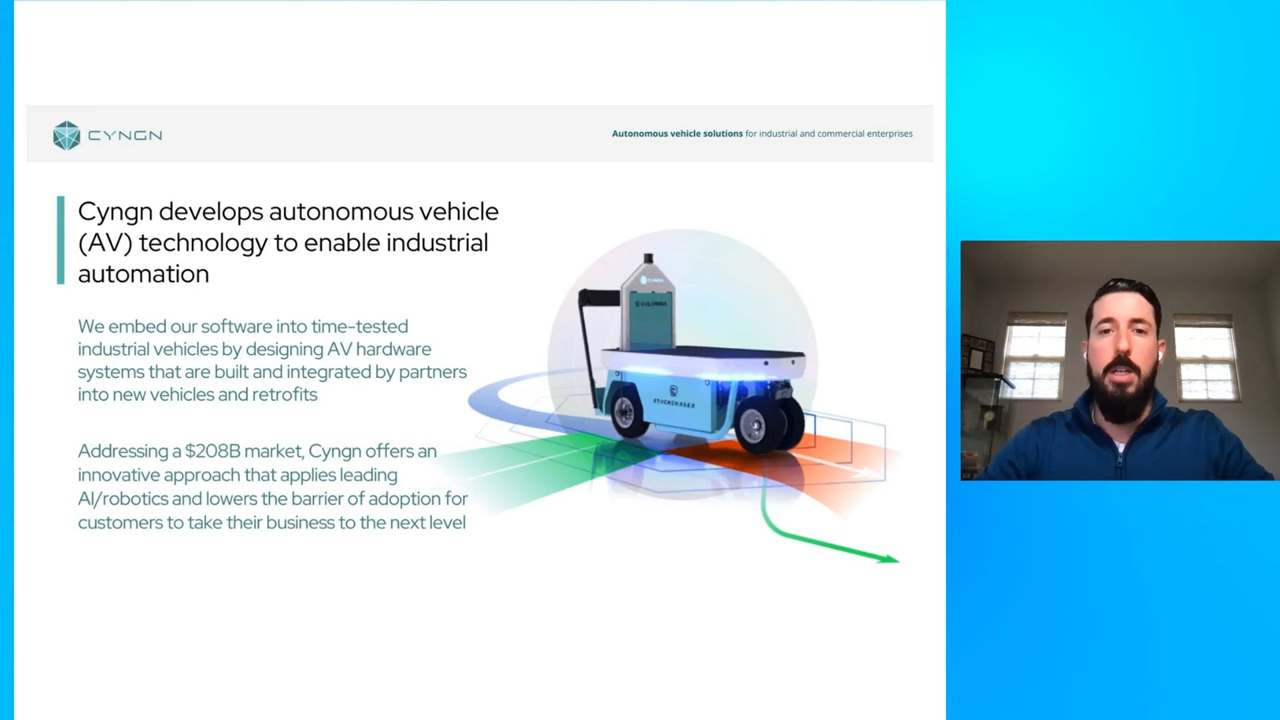 CYNGN
Autonomous vehicle solutions for industrial and commercial enterprises
Cyngn develops autonomous vehicle
(AV) technology to enable industrial
automation
We embed our software into time-tested
industrial vehicles by designing AV hardware
systems that are built and integrated by partners
into new vehicles and retrofits
Addressing a $208B market, Cyngn offers an
innovative approach that applies leading
AI/robotics and lowers the barrier of adoption for
customers to take their business to the next level
CYNGN
COLUMBIA
STOCKCHASER